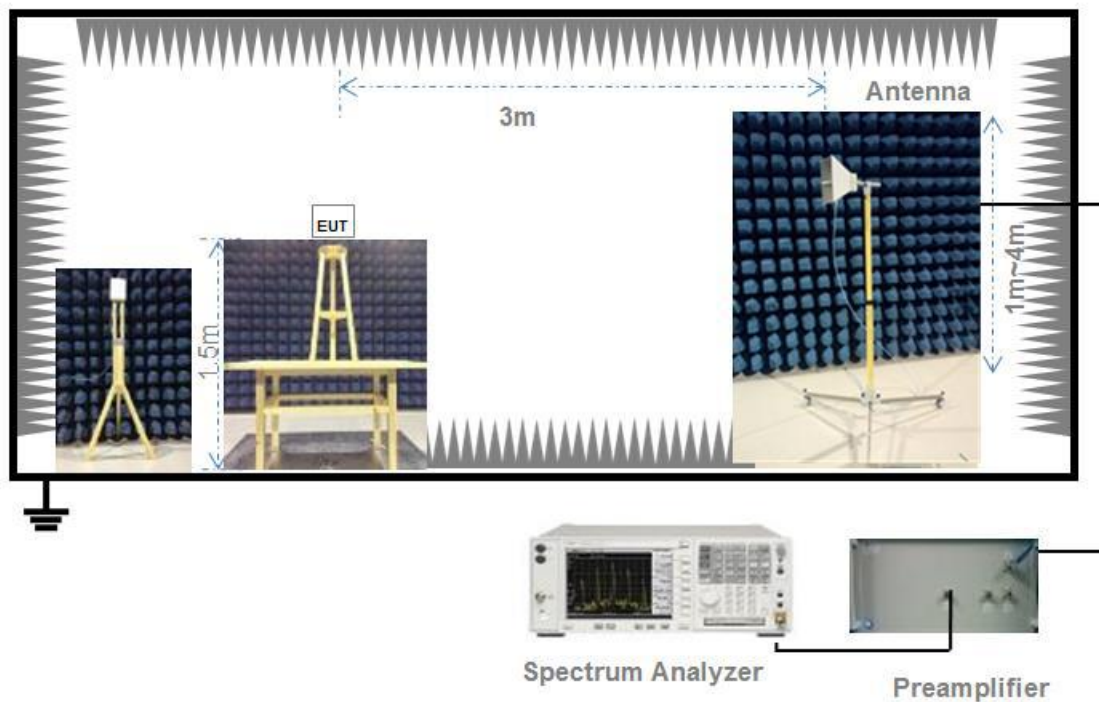 Antenna
3m
EUT
1.5m
1m~4m
Spectrum Analyzer
Preamplifier